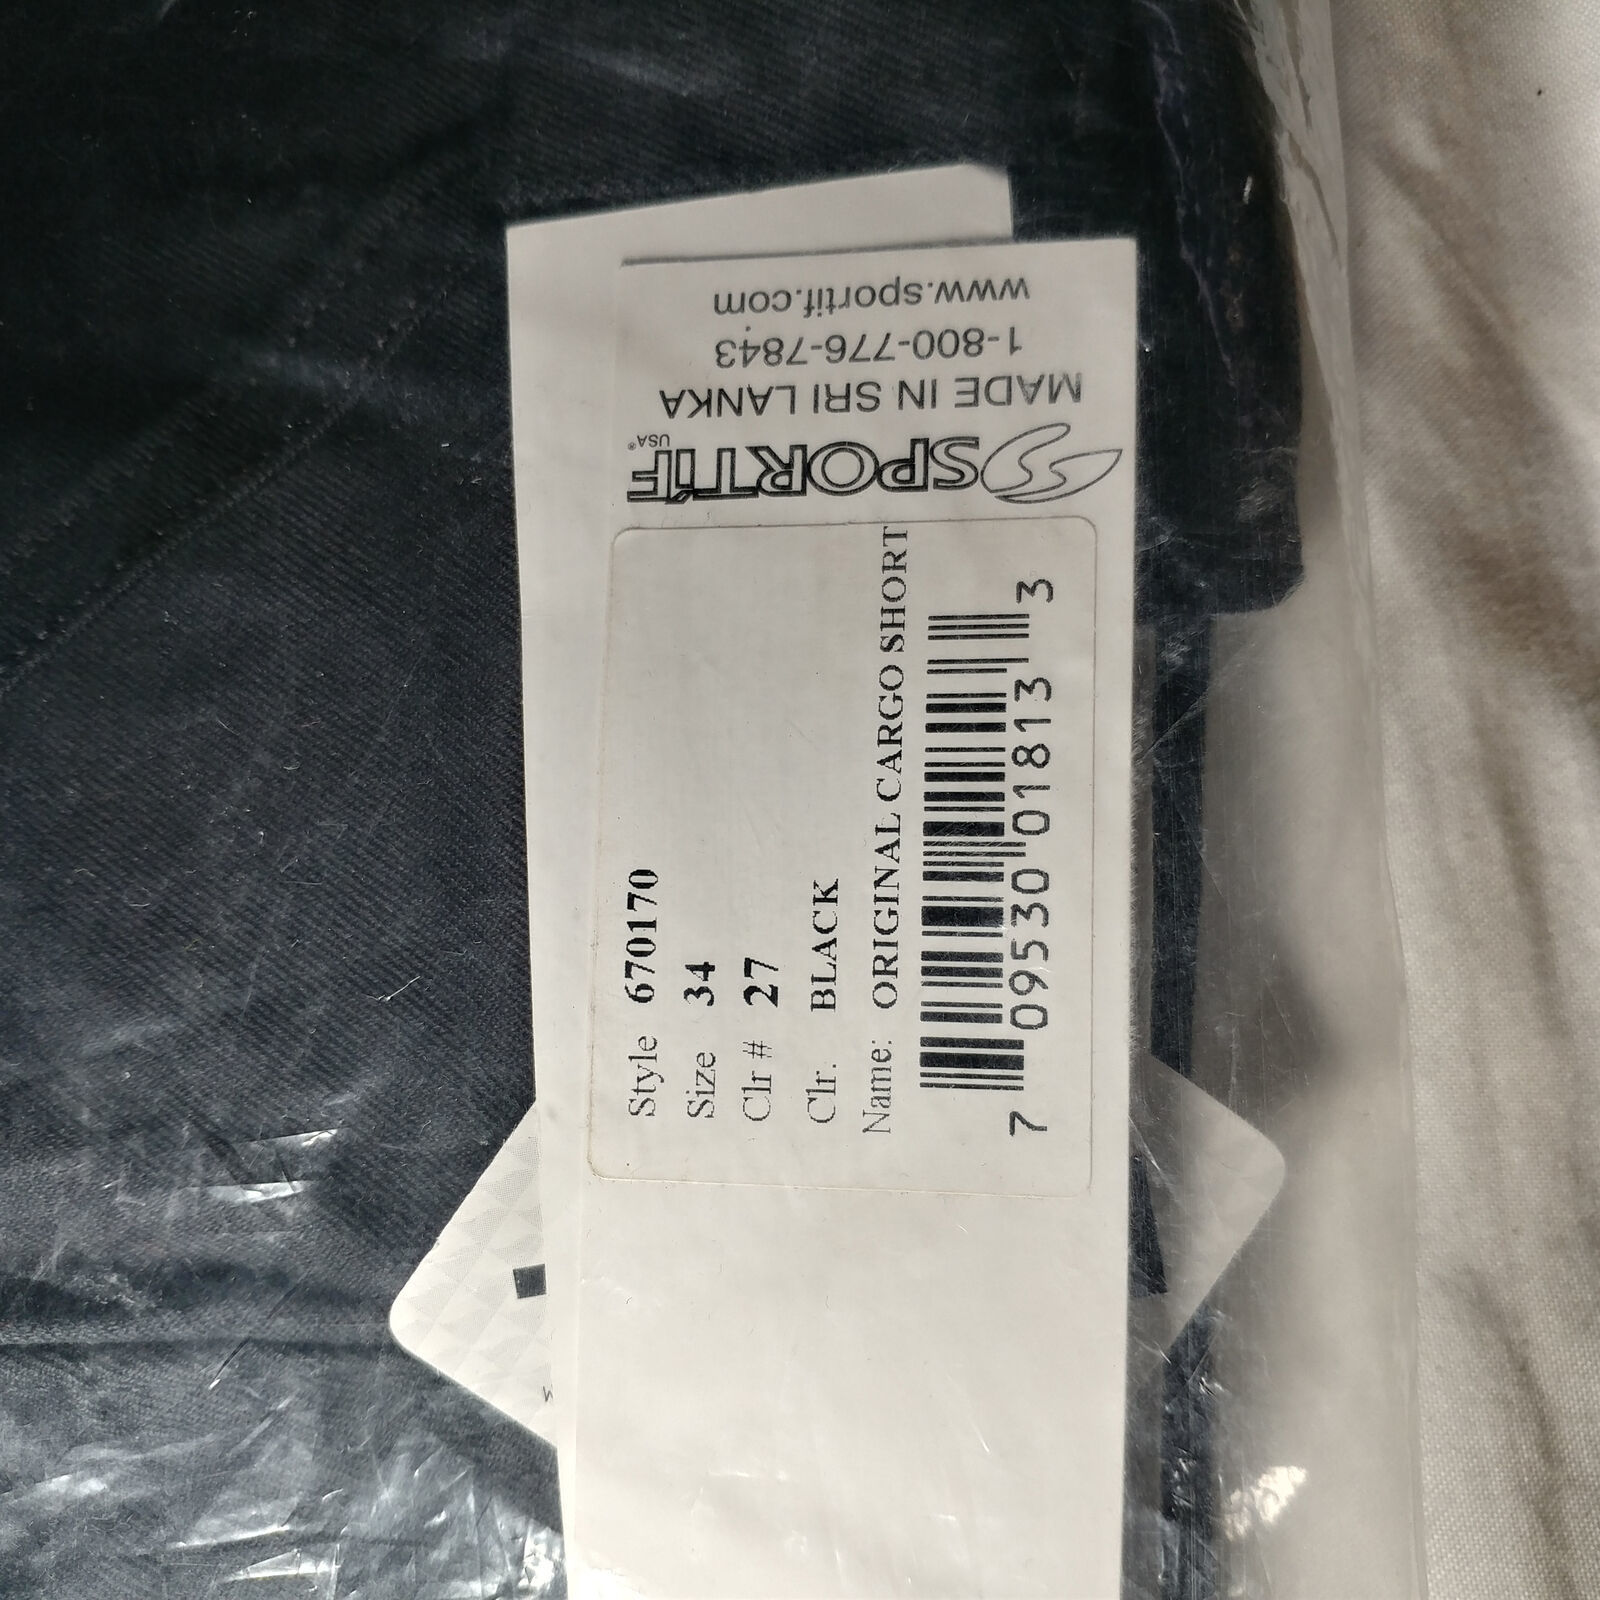 www.sportif.com
1-800-776-7843
MADE IN SRI LANKA
SPORTIF USA®
Style 670170
Size 34
Clr # 27
Clr. BLACK
Name: ORIGINAL CARGO SHORT
7 09530 01813 3